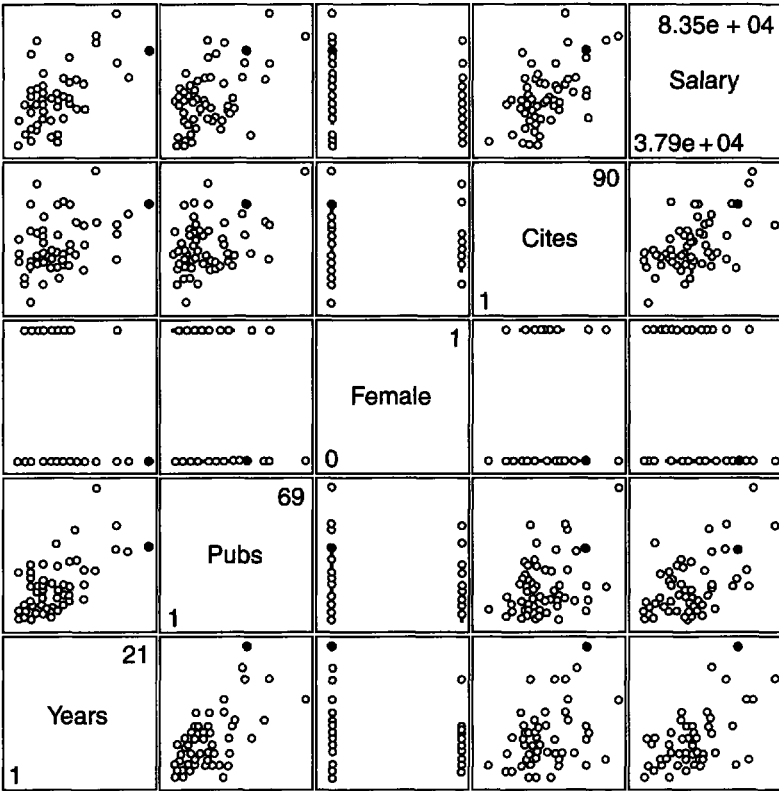 8.35e + 04
Salary
3.79e + 04
90
Cites
1
1
Female
0
69
Pubs
1
21
Years
1